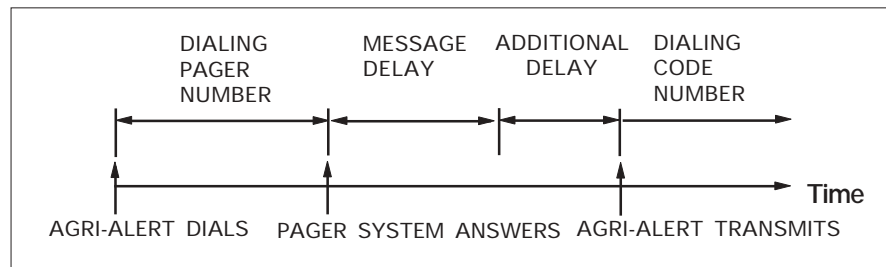 DIALING
PAGER
NUMBER
MESSAGE
DELAY
ADDITIONAL
DELAY
DIALING
CODE
NUMBER
Time
AGRI-ALERT DIALS
PAGER SYSTEM ANSWERS
AGRI-ALERT TRANSMITS